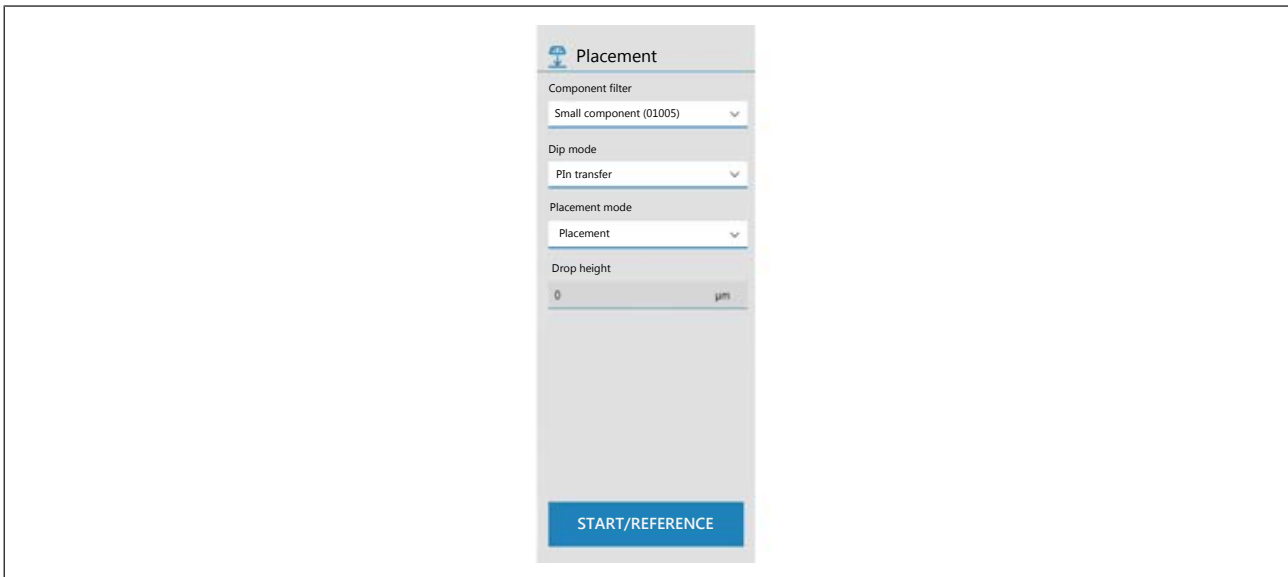 Placement
Component filter
Small component (01005)
Dip mode
PIn transfer
Placement mode
Placement
Drop height
0 µm
START/REFERENCE